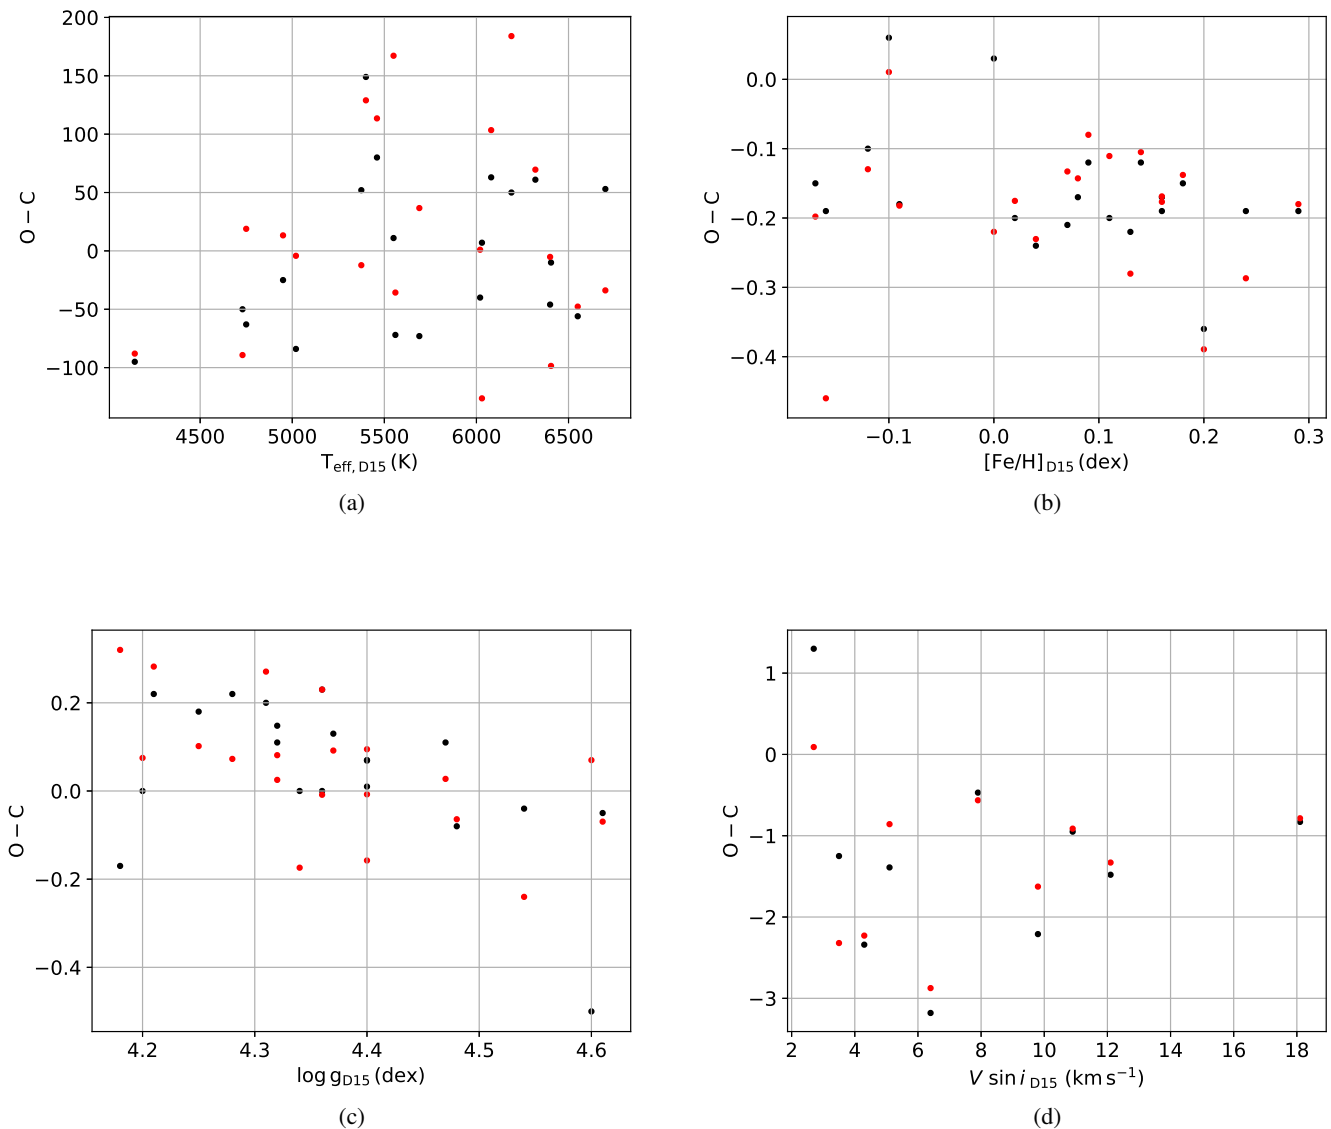 200
150
100
50
0
−50
−100
O − C
4500 5000 5500 6000 6500
T_eff, D15 (K)
(a)
0.0
−0.1
−0.2
−0.3
−0.4
O − C
−0.1 0.0 0.1 0.2 0.3
[Fe/H]_D15 (dex)
(b)
0.2
0.0
−0.2
−0.4
O − C
4.2 4.3 4.4 4.5 4.6
log g_D15 (dex)
(c)
1
0
−1
−2
−3
O − C
2 4 6 8 10 12 14 16 18
V sin i_D15 (km s⁻¹)
(d)